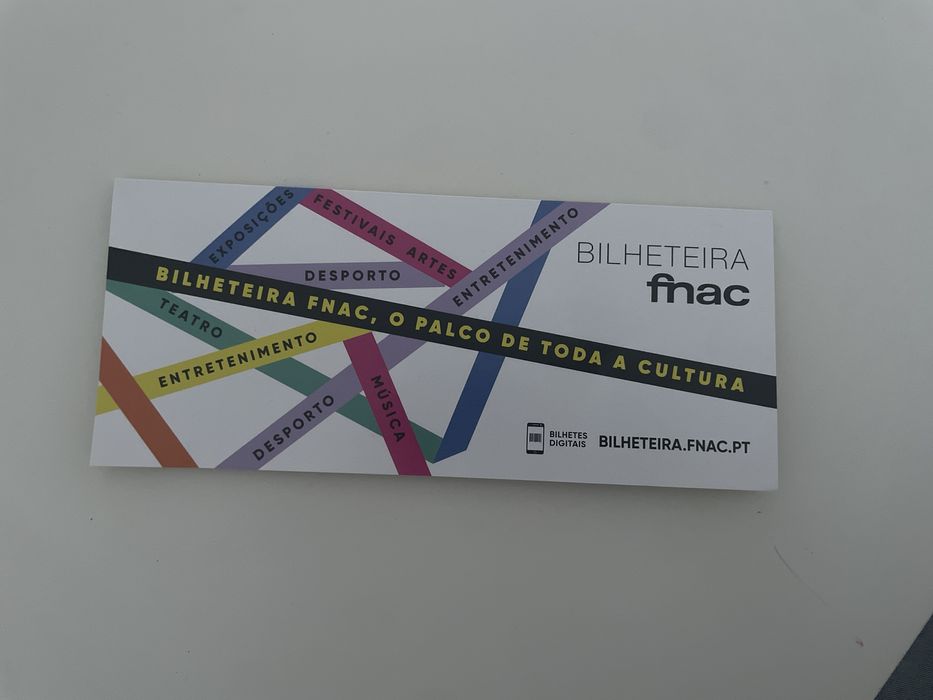 EXPOSIÇÕES
FESTIVAIS ARTES
DESPORTO
ENTRETENIMENTO
BILHETEIRA
fnac
BILHETEIRA FNAC, O PALCO DE TODA A CULTURA
TEATRO
ENTRETENIMENTO
DESPORTO
MÚSICA
BILHETES
DIGITAIS
BILHETEIRA.FNAC.PT